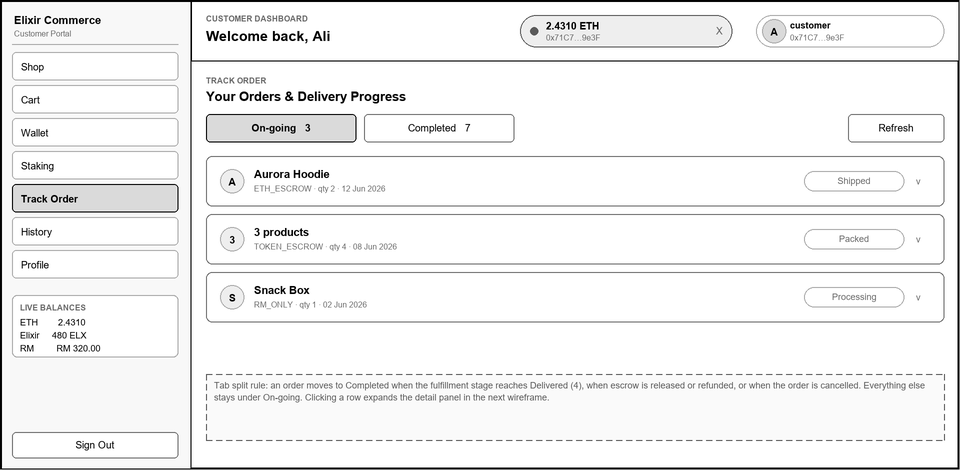 Elixir Commerce
Customer Portal
Shop
Cart
Wallet
Staking
Track Order
History
Profile
LIVE BALANCES
ETH 2.4310
Elixir 480 ELX
RM RM 320.00
Sign Out
CUSTOMER DASHBOARD
Welcome back, Ali
2.4310 ETH
0x71C7...9e3F
X
A
customer
0x71C7...9e3F
TRACK ORDER
Your Orders & Delivery Progress
On-going 3
Completed 7
Refresh
A
Aurora Hoodie
ETH_ESCROW · qty 2 · 12 Jun 2026
Shipped
v
3
3 products
TOKEN_ESCROW · qty 4 · 08 Jun 2026
Packed
v
S
Snack Box
RM_ONLY · qty 1 · 02 Jun 2026
Processing
v
Tab split rule: an order moves to Completed when the fulfillment stage reaches Delivered (4), when escrow is released or refunded, or when the order is cancelled. Everything else
stays under On-going. Clicking a row expands the detail panel in the next wireframe.